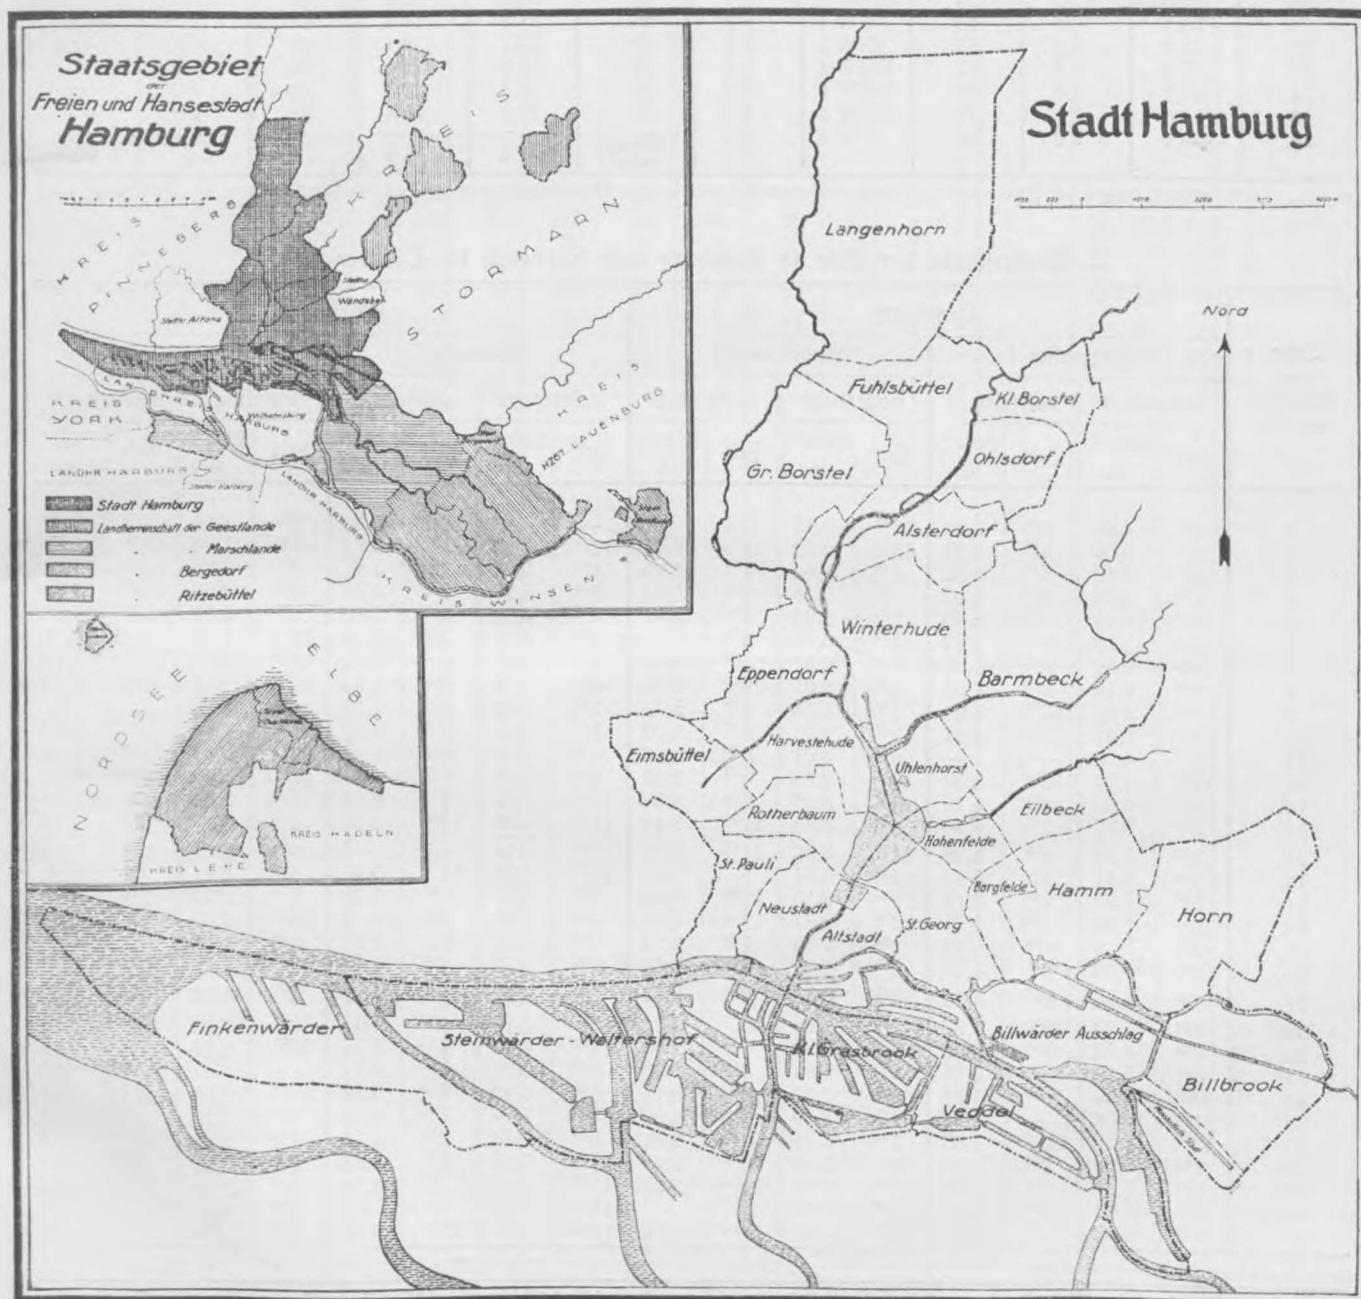 Staatsgebiet
der
Freien und Hansestadt
Hamburg
KREIS
PINNEBERG
KREIS
STORMARN
Stadtkr. Altona
Wandsbek
LANDKREIS
HARBURG
Wilhelmsburg
KREIS
YORK
LANDKR. HARBURG
Stadtkr. Harburg
LANDKR. HARBURG
KREIS
HZGT. LAUENBURG
KREIS WINSEN
Stadt Hamburg
Landherrenschaft der Geestlande
" " Marschlande
" Bergedorf
" Ritzebüttel
NORDSEE
ELBE
KREIS HADELN
KREIS LEHE
Stadt Hamburg
Nord
Langenhorn
Fuhlsbüttel
Kl. Borstel
Ohlsdorf
Gr. Borstel
Alsterdorf
Winterhude
Eppendorf
Barmbeck
Eimsbüttel
Harvestehude
Uhlenhorst
Rotherbaum
Eilbeck
Hohenfelde
St. Pauli
Borgfelde
Hamm
Horn
Neustadt
St. Georg
Altstadt
Finkenwärder
Steinwärder - Waltershof
Kl. Grasbrook
Billwärder Ausschlag
Veddel
Billbrook